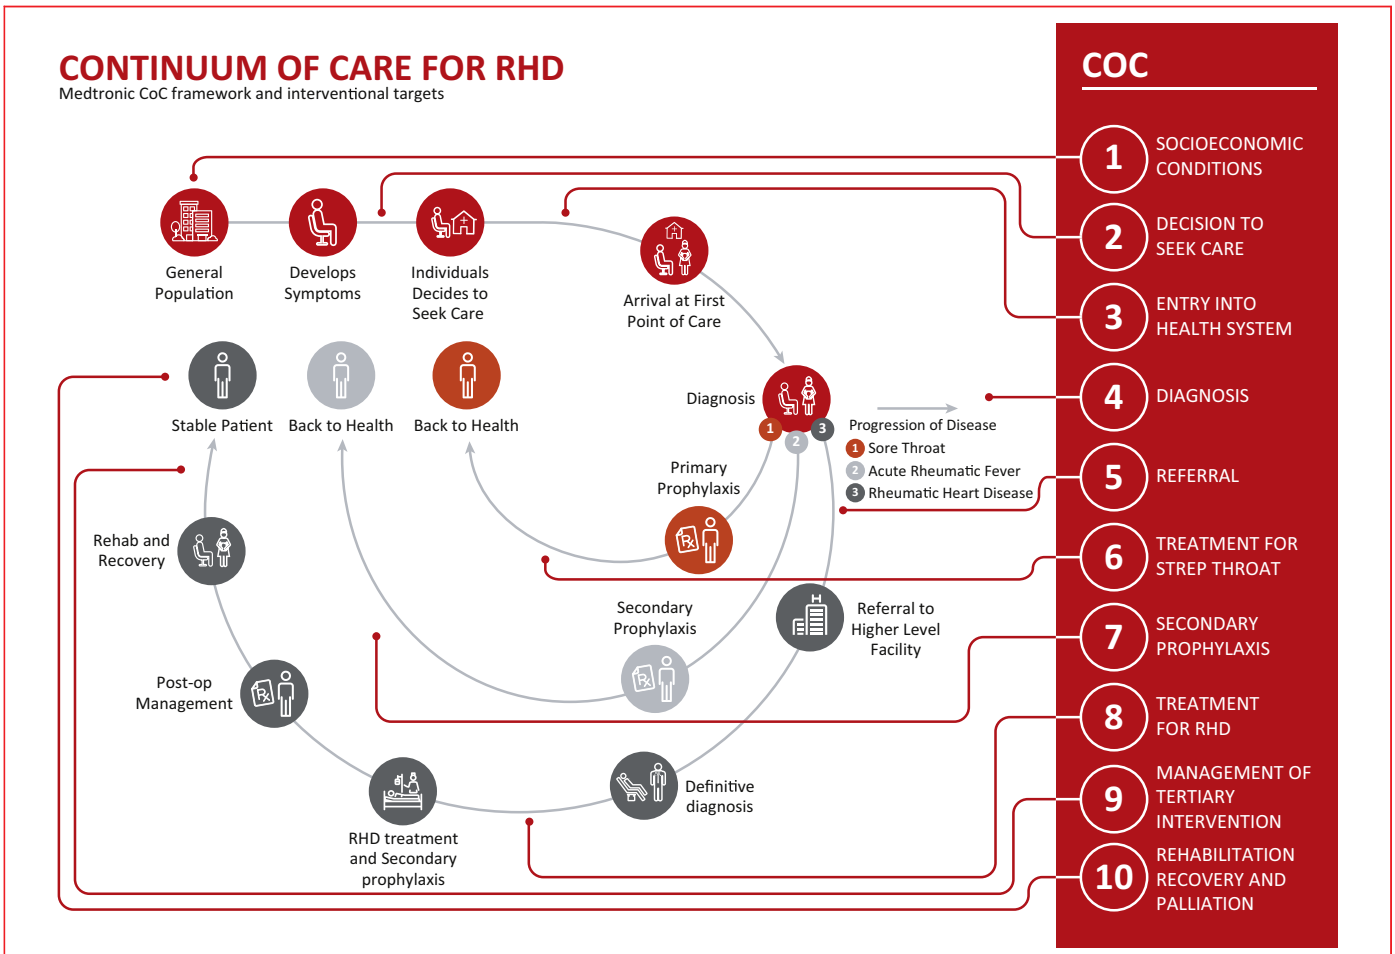 CONTINUUM OF CARE FOR RHD
Medtronic CoC framework and interventional targets
General
Population
Develops
Symptoms
Individuals
Decides to
Seek Care
Arrival at First
Point of Care
Stable Patient
Back to Health
Back to Health
Diagnosis
1
2
3
Progression of Disease
1 Sore Throat
2 Acute Rheumatic Fever
3 Rheumatic Heart Disease
Primary
Prophylaxis
Rx
Rehab and
Recovery
Secondary
Prophylaxis
Rx
H
Referral to
Higher Level
Facility
Post-op
Management
Rx
Definitive
diagnosis
RHD treatment
and Secondary
prophylaxis
COC
1 SOCIOECONOMIC
CONDITIONS
2 DECISION TO
SEEK CARE
3 ENTRY INTO
HEALTH SYSTEM
4 DIAGNOSIS
5 REFERRAL
6 TREATMENT FOR
STREP THROAT
7 SECONDARY
PROPHYLAXIS
8 TREATMENT
FOR RHD
9 MANAGEMENT OF
TERTIARY
INTERVENTION
10 REHABILITATION
RECOVERY AND
PALLIATION